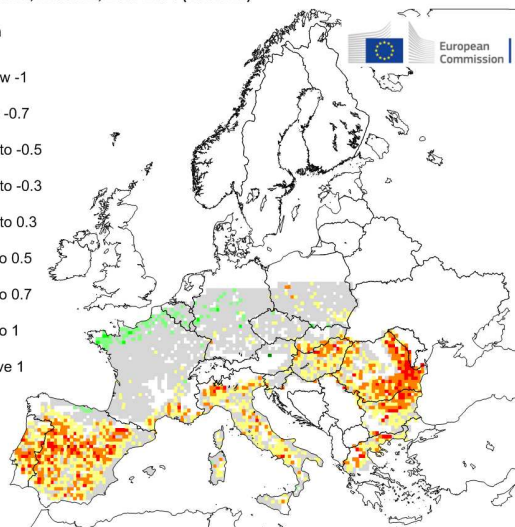 w -1
-0.7
to -0.5
to -0.3
to 0.3
o 0.5
o 0.7
o 1
ve 1
European
Commission